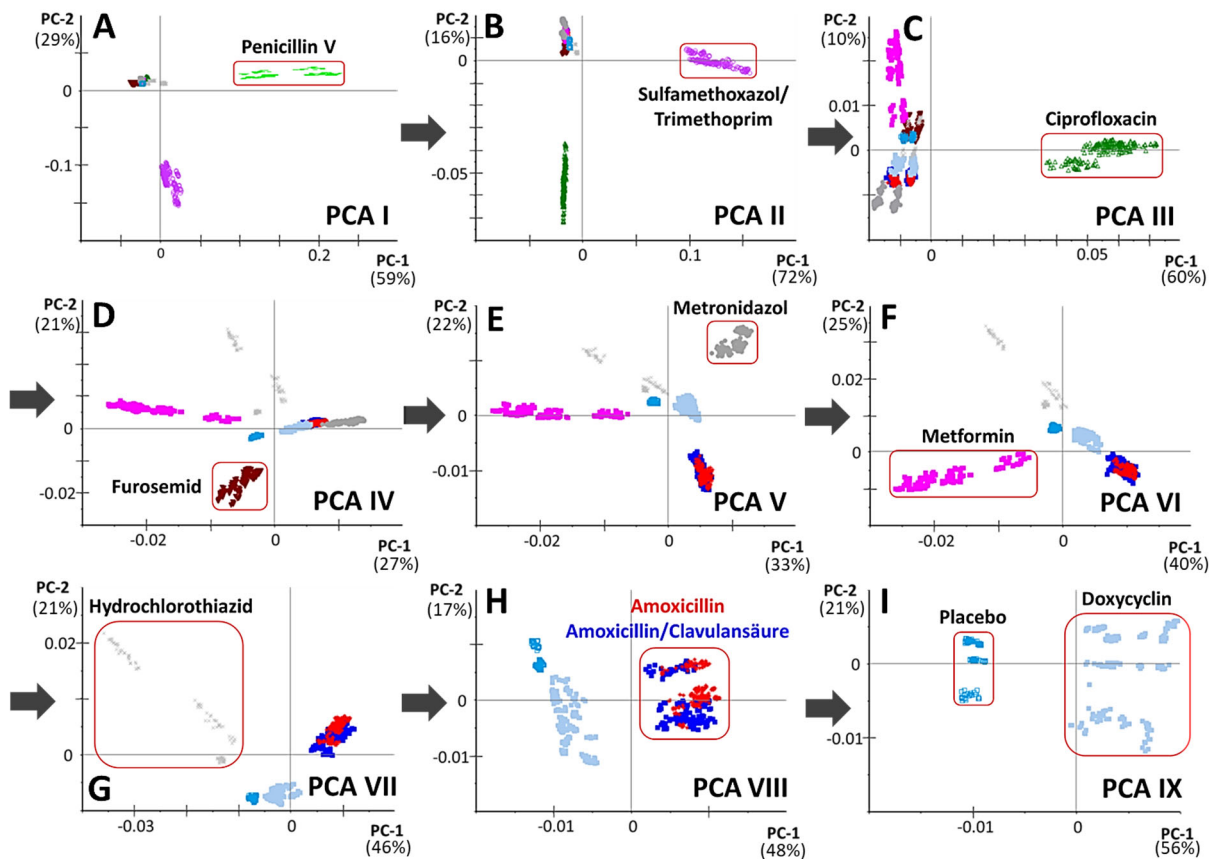 A
PC-2
(29%)
Penicillin V
0
-0.1
PCA I
0
0.2
PC-1
(59%)
B
PC-2
(16%)
0
Sulfamethoxazol/
Trimethoprim
-0.05
PCA II
0
0.1
PC-1
(72%)
C
PC-2
(10%)
0.01
Ciprofloxacin
0
PCA III
0
0.05
PC-1
(60%)
D
PC-2
(21%)
0
Furosemid
-0.02
PCA IV
-0.02
0
PC-1
(27%)
E
PC-2
(22%)
Metronidazol
0
-0.01
PCA V
-0.02
0
PC-1
(33%)
F
PC-2
(25%)
0.02
Metformin
0
PCA VI
-0.02
0
PC-1
(40%)
PC-2
(21%)
Hydrochlorothiazid
0.02
0
G
PCA VII
-0.03
0
PC-1
(46%)
H
PC-2
(17%)
Amoxicillin
Amoxicillin/Clavulansäure
0
-0.01
PCA VIII
-0.01
0
PC-1
(48%)
I
PC-2
(21%)
Placebo
Doxycyclin
0
-0.01
PCA IX
-0.01
0
PC-1
(56%)